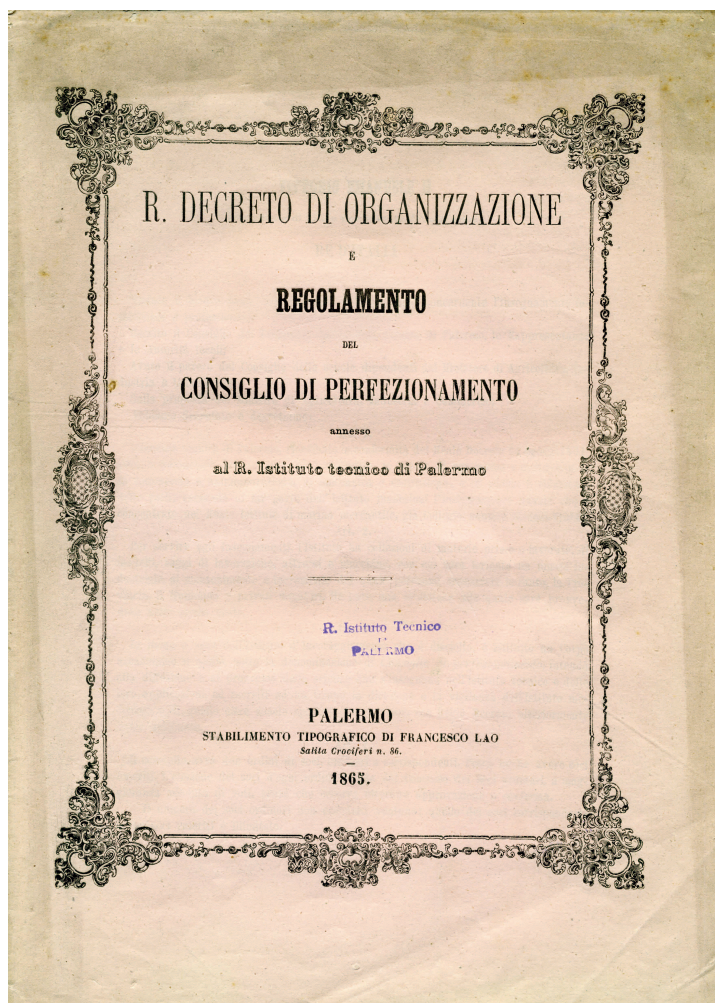 R. DECRETO DI ORGANIZZAZIONE
E
REGOLAMENTO
DEL
CONSIGLIO DI PERFEZIONAMENTO
annesso
al R. Istituto tecnico di Palermo
R. Istituto Tecnico
PALERMO
PALERMO
STABILIMENTO TIPOGRAFICO DI FRANCESCO LAO
Salita Crociferi n. 86.
1865.